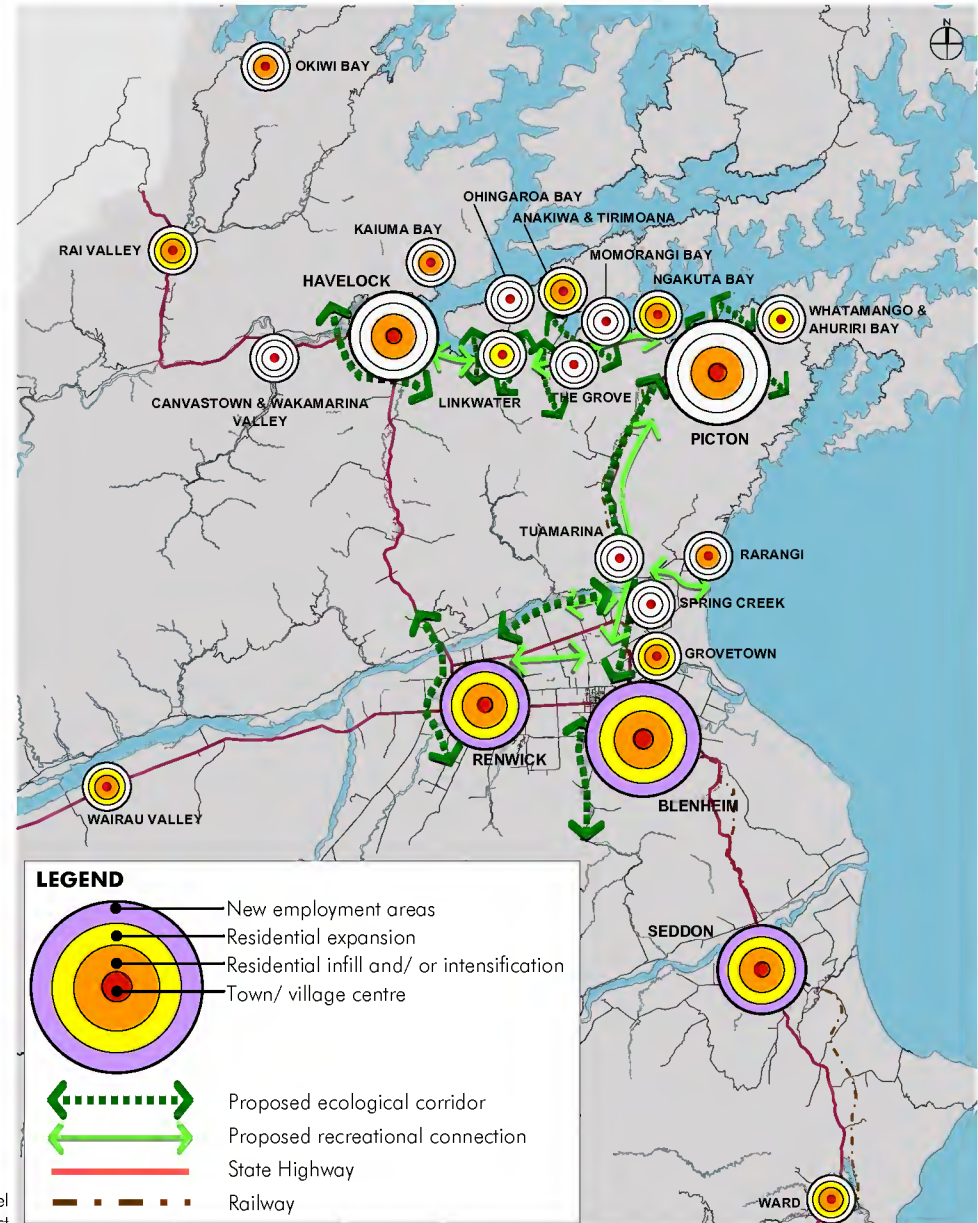 N
OKIWI BAY
OHINGAROA BAY
ANAKIWA & TIRIMOANA
KAIUMA BAY
MOMORANGI BAY
RAI VALLEY
HAVELOCK
NGAKUTA BAY
WHATAMANGO &
AHURIRI BAY
CANVASTOWN & WAKAMARINA
VALLEY
LINKWATER
THE GROVE
PICTON
TUAMARINA
RARANGI
SPRING CREEK
GROVETOWN
RENWICK
BLENHEIM
WAIRAU VALLEY
LEGEND
New employment areas
Residential expansion
Residential infill and/ or intensification
Town/ village centre
SEDDON
Proposed ecological corridor
Proposed recreational connection
State Highway
Railway
WARD